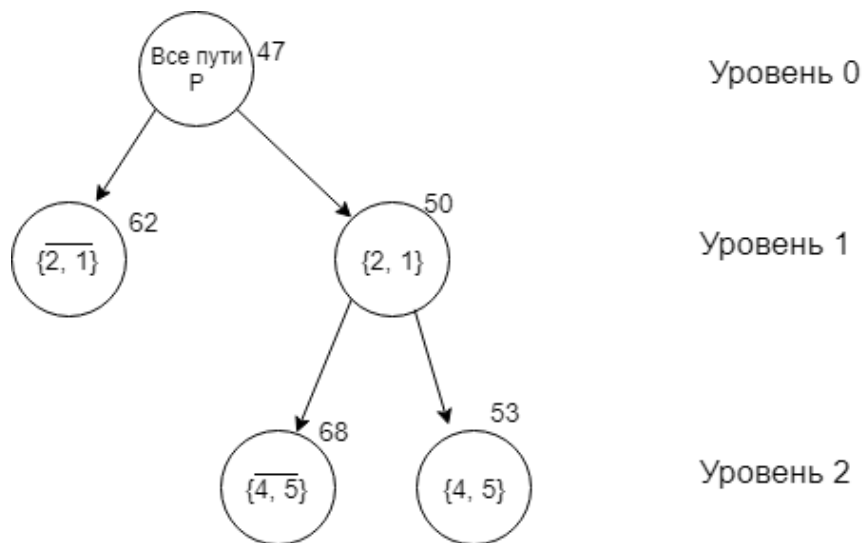 Все пути
P
47
Уровень 0
{2, 1}
62
{2, 1}
50
Уровень 1
{4, 5}
68
{4, 5}
53
Уровень 2